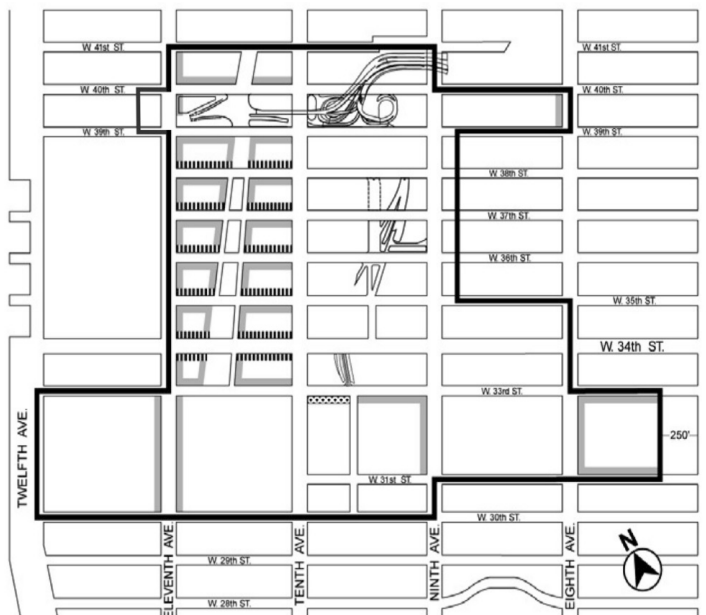 W. 41st ST.
W. 41st ST.
W. 40th ST.
W. 40th ST.
W. 39th ST.
W. 39th ST.
W. 38th ST.
W. 37th ST.
W. 36th ST.
W. 35th ST.
W. 34th ST.
W. 33rd ST.
250'
W. 31st ST.
W. 30th ST.
W. 29th ST.
W. 28th ST.
TWELFTH AVE.
ELEVENTH AVE.
TENTH AVE.
NINTH AVE.
EIGHTH AVE.
N